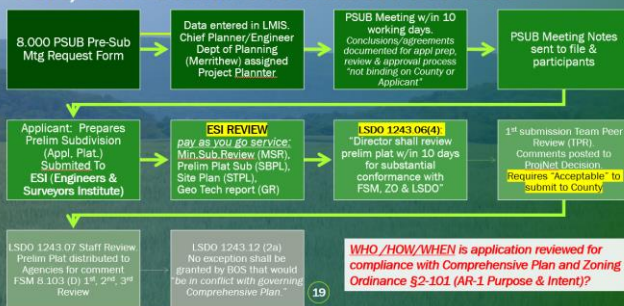 8.000 PSUB Pre-Sub
Mtg Request Form
Data entered in LMIS.
Chief Planner/Engineer
Dept of Planning
(Merrithew) assigned
Project Plannter
PSUB Meeting w/in 10
working days.
Conclusions/agreements
documented for appl prep,
review & approval process
"not binding on County or
Applicant"
PSUB Meeting Notes
sent to file &
participants
Applicant: Prepares
Prelim Subdivision
(Appl, Plat.)
Submited To
ESI (Engineers &
Surveyors Institute)
ESI REVIEW
pay as you go service:
Min.Sub.Review (MSR),
Prelim Plat Sub (SBPL),
Site Plan (STPL),
Geo Tech report (GR)
LSDO 1243.06(4):
"Director shall review
prelim plat w/in 10 days
for substantial
conformance with
FSM, ZO & LSDO"
1st submission Team Peer
Review (TPR).
Comments posted to
ProjNet Decision
Requires "Acceptable" to
submit to County
LSDO 1243.07 Staff Review.
Prelim Plat distributed to
Agencies for comment
FSM 8.103 (D) 1st, 2nd, 3rd
Review
LSDO 1243.12 (2a)
No exception shall be
granted by BOS that would
"be in conflict with governing
Comprehensive Plan."
19
WHO /HOW/WHEN is application reviewed for
compliance with Comprehensive Plan and Zoning
Ordinance §2-101 (AR-1 Purpose & Intent)?